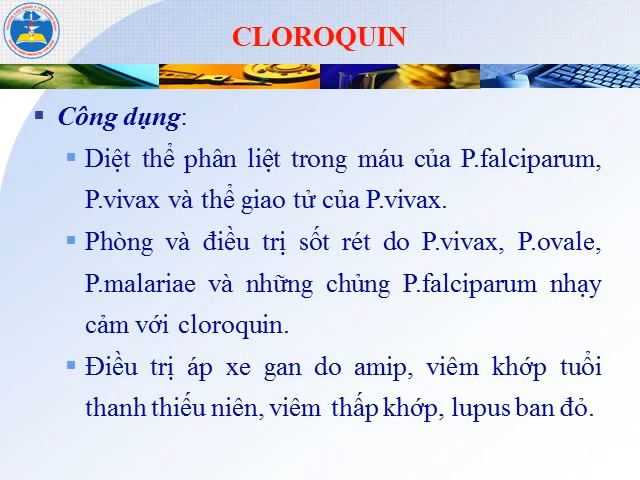 CLOROQUIN
Công dụng:
Diệt thể phân liệt trong máu của P.falciparum,
P.vivax và thể giao tử của P.vivax.
Phòng và điều trị sốt rét do P.vivax, P.ovale,
P.malariae và những chủng P.falciparum nhạy
cảm với cloroquin.
Điều trị áp xe gan do amip, viêm khớp tuổi
thanh thiếu niên, viêm thấp khớp, lupus ban đỏ.